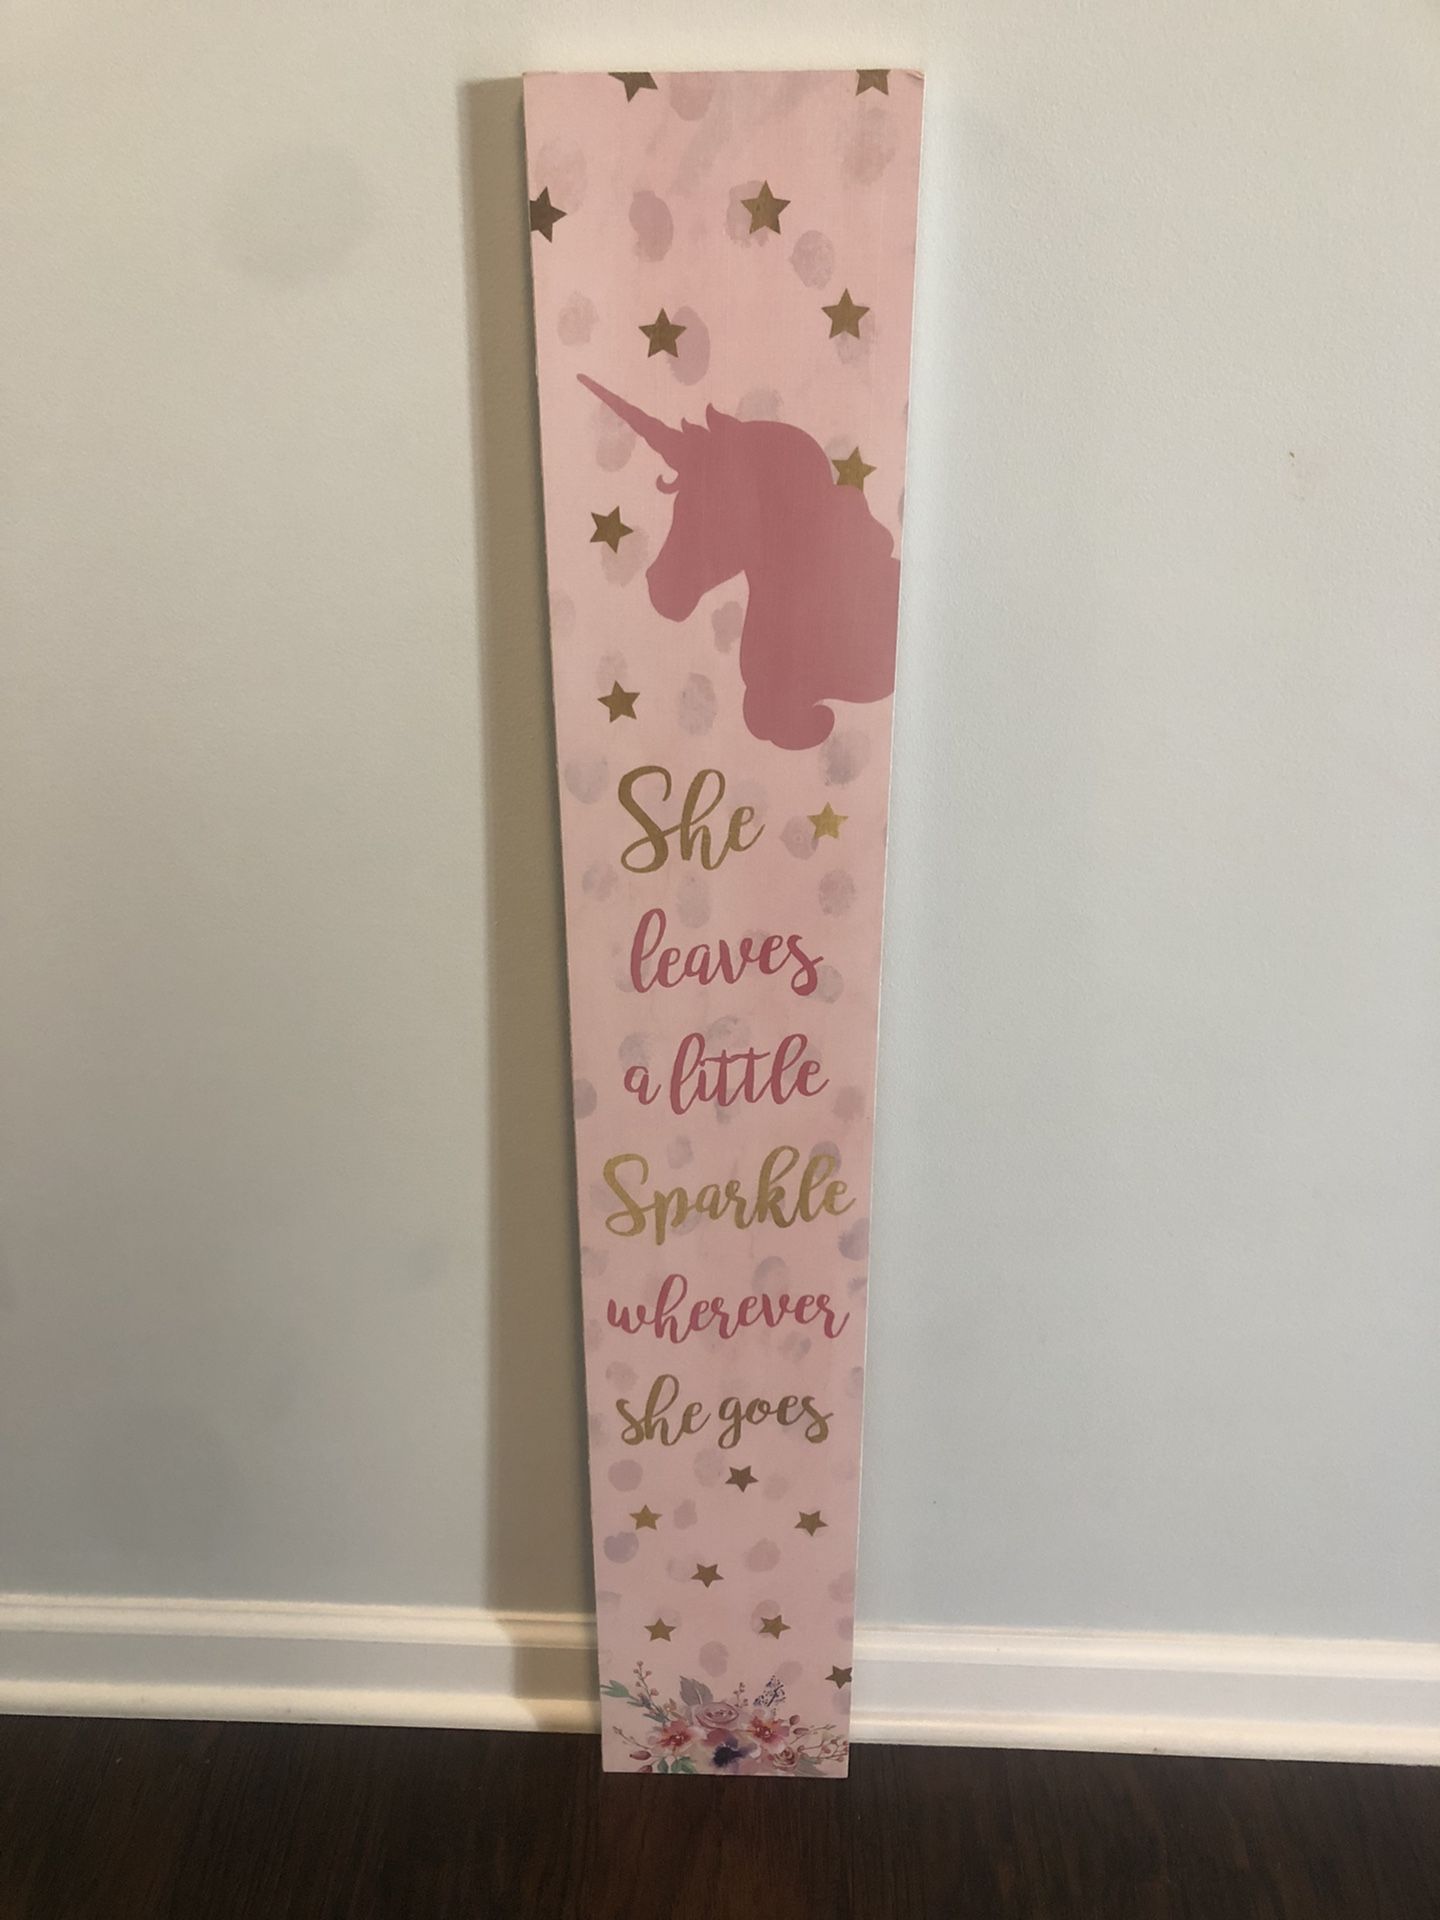 She
leaves
a little
Sparkle
wherever
she goes